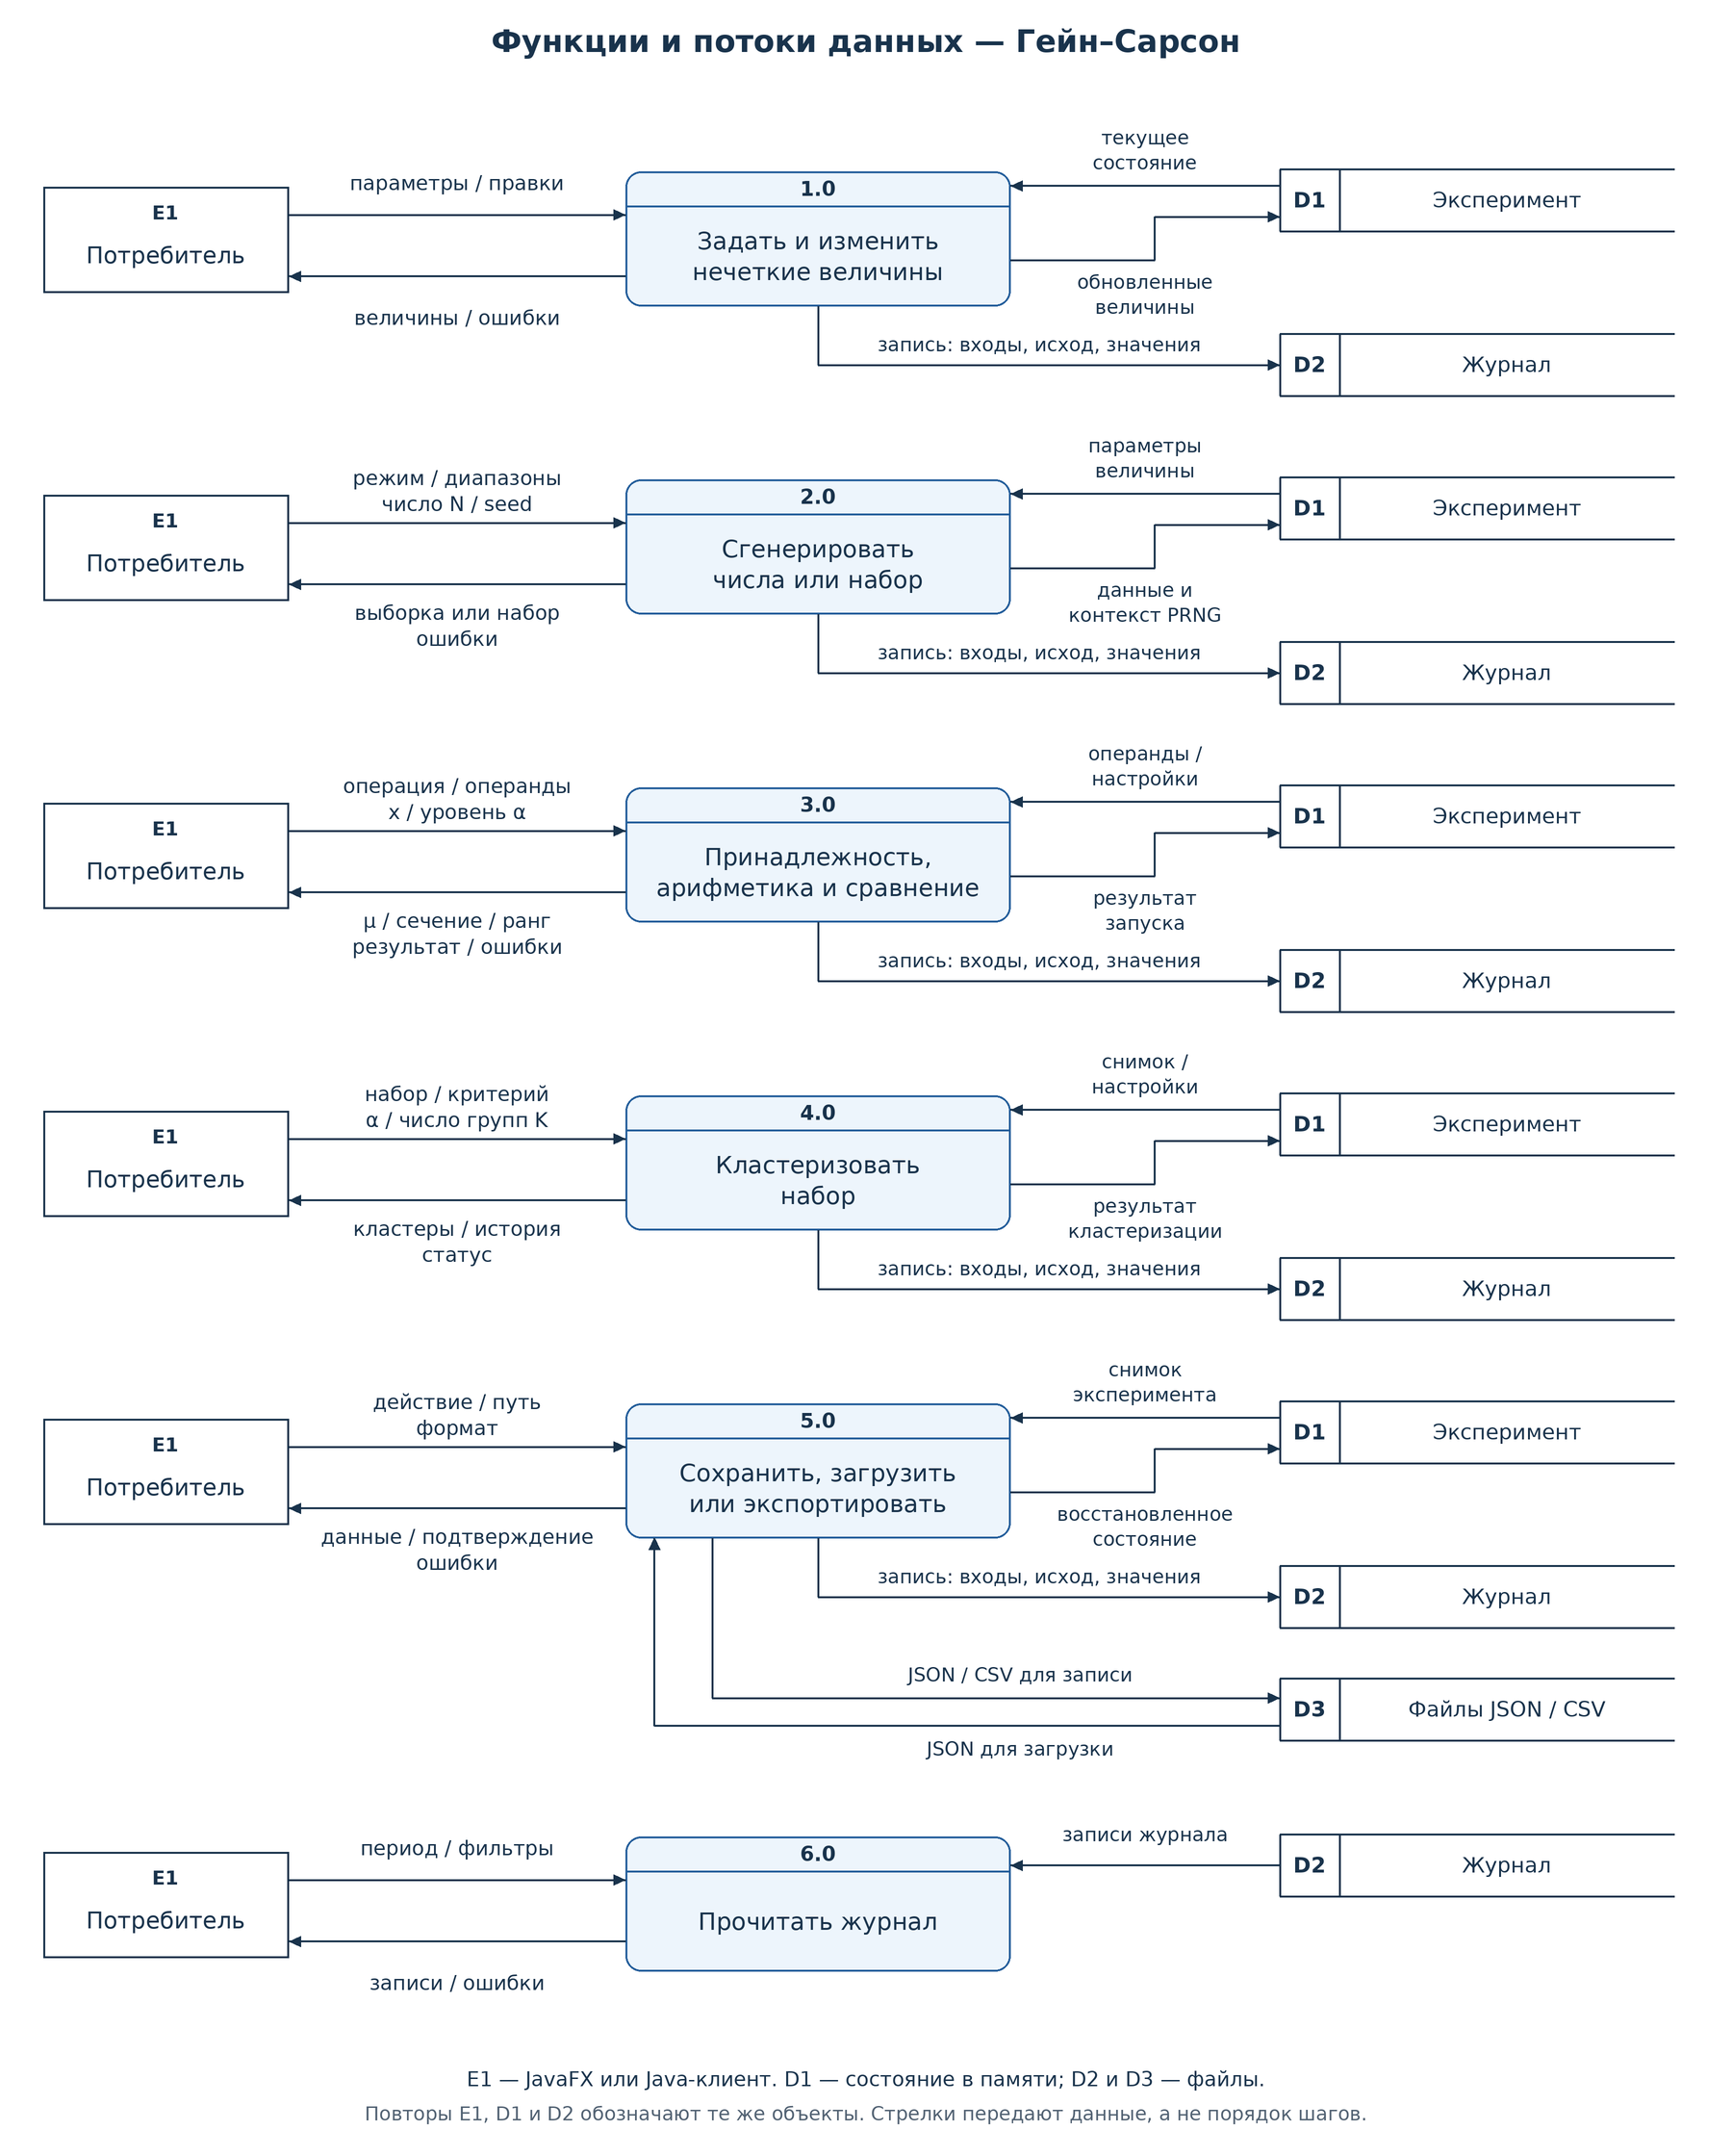 Функции и потоки данных — Гейн–Сарсон
текущее
состояние
параметры / правки
E1
Потребитель
величины / ошибки
1.0
Задать и изменить
нечеткие величины
D1
Эксперимент
обновленные
величины
запись: входы, исход, значения
D2
Журнал
параметры
величины
режим / диапазоны
число N / seed
E1
Потребитель
выборка или набор
ошибки
2.0
Сгенерировать
числа или набор
D1
Эксперимент
данные и
контекст PRNG
запись: входы, исход, значения
D2
Журнал
операнды /
настройки
операция / операнды
x / уровень α
E1
Потребитель
μ / сечение / ранг
результат / ошибки
3.0
Принадлежность,
арифметика и сравнение
D1
Эксперимент
результат
запуска
запись: входы, исход, значения
D2
Журнал
снимок /
настройки
набор / критерий
α / число групп K
E1
Потребитель
кластеры / история
статус
4.0
Кластеризовать
набор
D1
Эксперимент
результат
кластеризации
запись: входы, исход, значения
D2
Журнал
снимок
эксперимента
действие / путь
формат
E1
Потребитель
данные / подтверждение
ошибки
5.0
Сохранить, загрузить
или экспортировать
D1
Эксперимент
восстановленное
состояние
запись: входы, исход, значения
D2
Журнал
JSON / CSV для записи
D3
Файлы JSON / CSV
JSON для загрузки
период / фильтры
E1
Потребитель
записи / ошибки
6.0
Прочитать журнал
записи журнала
D2
Журнал
E1 — JavaFX или Java-клиент. D1 — состояние в памяти; D2 и D3 — файлы.
Повторы E1, D1 и D2 обозначают те же объекты. Стрелки передают данные, а не порядок шагов.